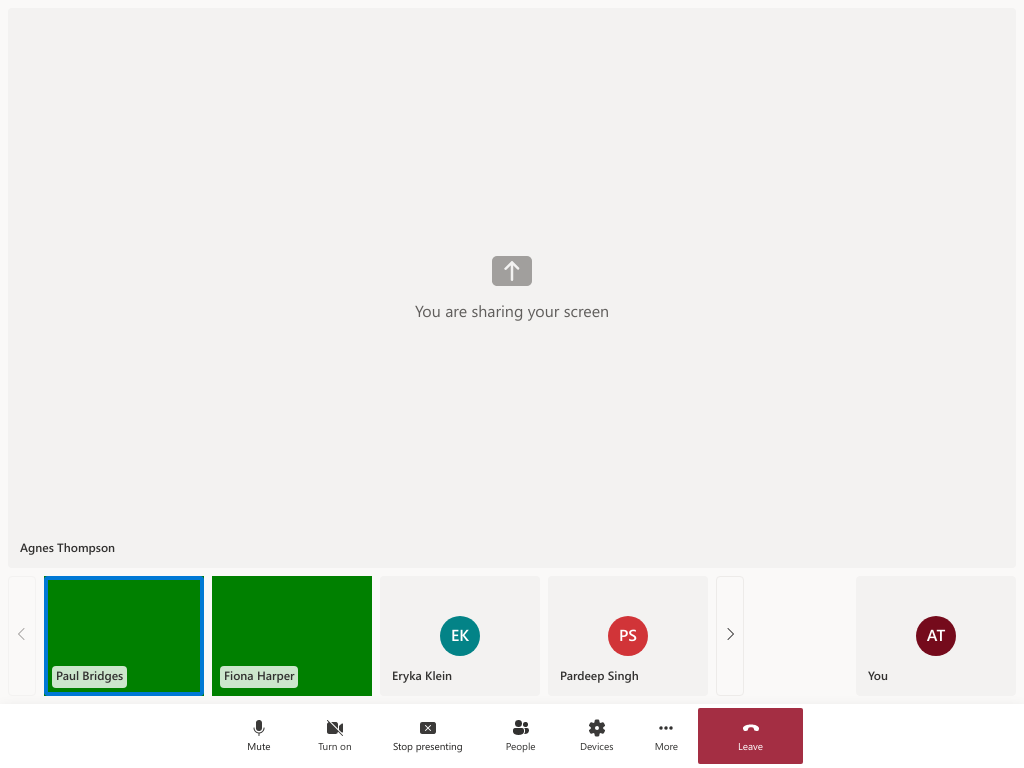 You are sharing your screen
Agnes Thompson
EK
PS
AT
Paul Bridges
Fiona Harper
Eryka Klein
Pardeep Singh
You
Mute
Turn on
Stop presenting
People
Devices
More
Leave